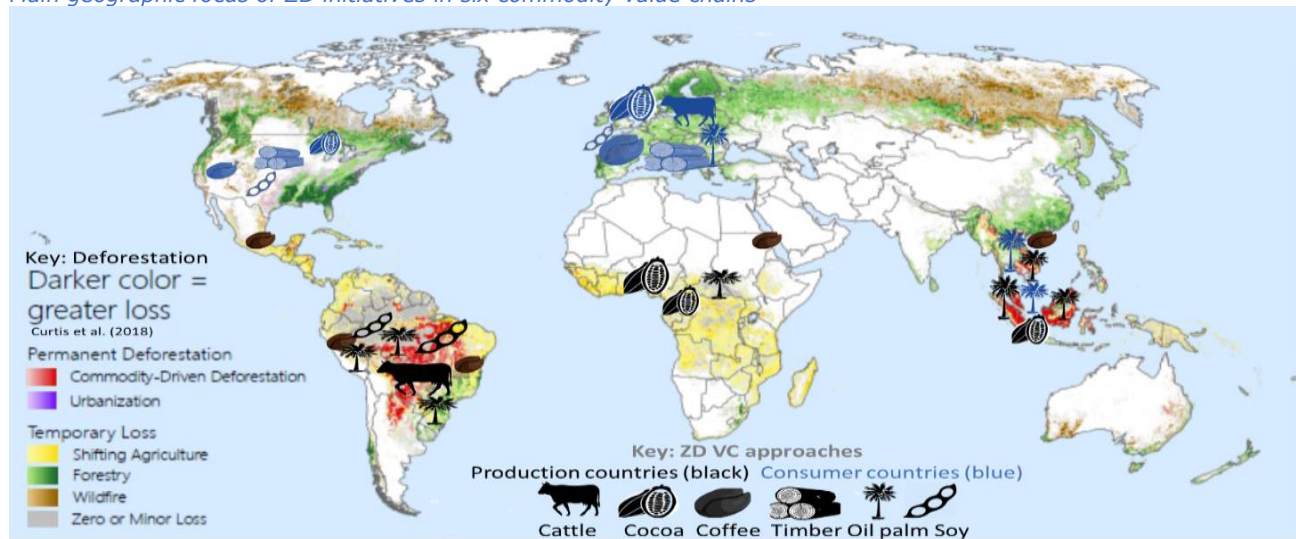 Main geographic focus of ZD initiatives in six commodity value chains
Key: Deforestation
Darker color =
greater loss
Curtis et al. (2018)
Permanent Deforestation
Commodity-Driven Deforestation
Urbanization
Temporary Loss
Shifting Agriculture
Forestry
Wildfire
Zero or Minor Loss
Key: ZD VC approaches
Production countries (black) Consumer countries (blue)
Cattle Cocoa Coffee Timber Oil palm Soy